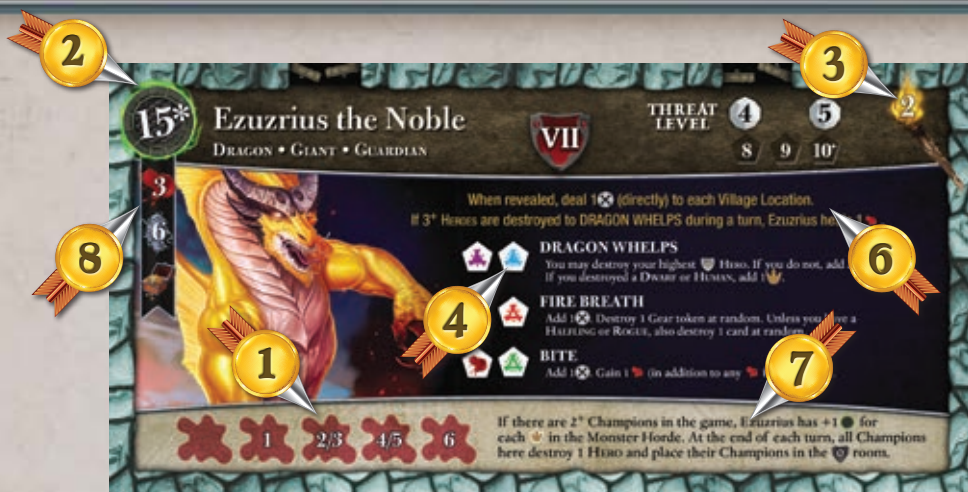 2
3
15*
Ezuzrius the Noble
DRAGON • GIANT • GUARDIAN
VII
THREAT LEVEL 4 5
8 9 10+
2
3
6
8
When revealed, deal 1 (directly) to each Village Location.
If 3+ HEROES are destroyed to DRAGON WHELPS during a turn, Ezuzrius
6
DRAGON WHELPS
You may destroy your highest HERO. If you do not, add
If you destroyed a DWARF or HUMAN, add 1
4
FIRE BREATH
Add 1. Destroy 1 Gear token at random. Unless you have a
HALFLING or ROGUE, also destroy 1 card at random.
BITE
Add 1. Gain 1 (in addition to any
1
7
1 2/3 4/5 6
If there are 2+ Champions in the game, Ezuzrius has +1 for
each in the Monster Horde. At the end of each turn, all Champions
here destroy 1 HERO and place their Champions in the room.